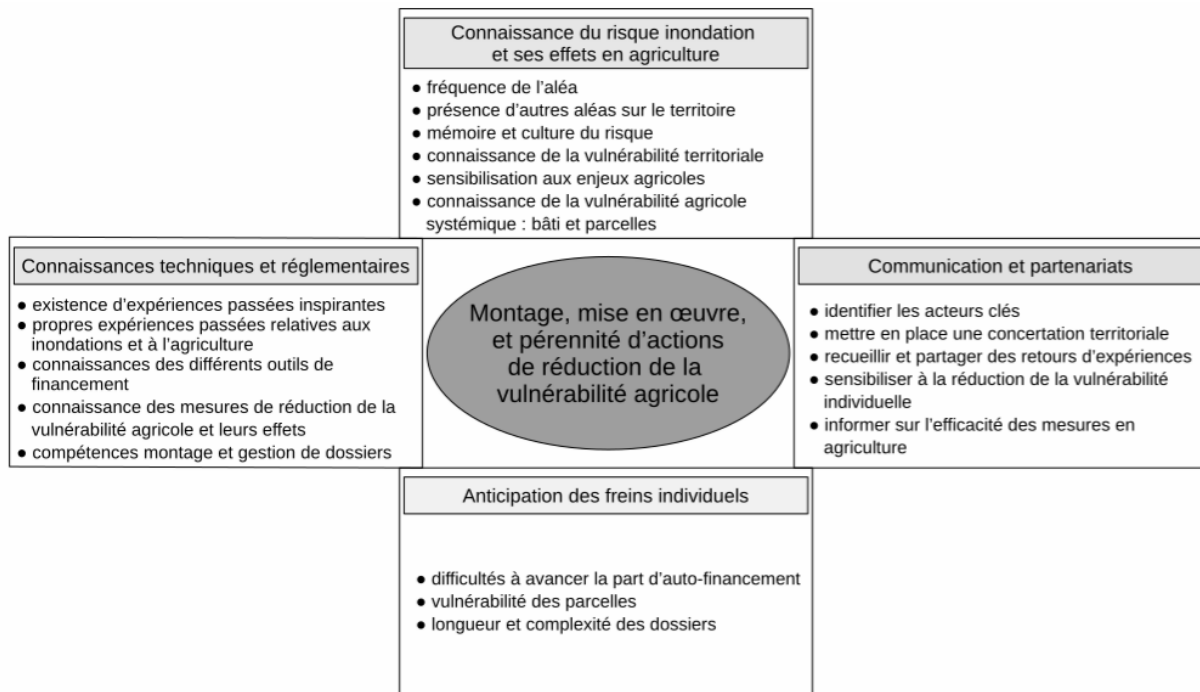 Connaissance du risque inondation
et ses effets en agriculture
● fréquence de l'aléa
● présence d'autres aléas sur le territoire
● mémoire et culture du risque
● connaissance de la vulnérabilité territoriale
● sensibilisation aux enjeux agricoles
● connaissance de la vulnérabilité agricole
systémique : bâti et parcelles
Connaissances techniques et réglementaires
● existence d'expériences passées inspirantes
● propres expériences passées relatives aux
inondations et à l'agriculture
● connaissances des différents outils de
financement
● connaissance des mesures de réduction de la
vulnérabilité agricole et leurs effets
● compétences montage et gestion de dossiers
Montage, mise en œuvre,
et pérennité d'actions
de réduction de la
vulnérabilité agricole
Communication et partenariats
● identifier les acteurs clés
● mettre en place une concertation territoriale
● recueillir et partager des retours d'expériences
● sensibiliser à la réduction de la vulnérabilité
individuelle
● informer sur l'efficacité des mesures en
agriculture
Anticipation des freins individuels
● difficultés à avancer la part d'auto-financement
● vulnérabilité des parcelles
● longueur et complexité des dossiers